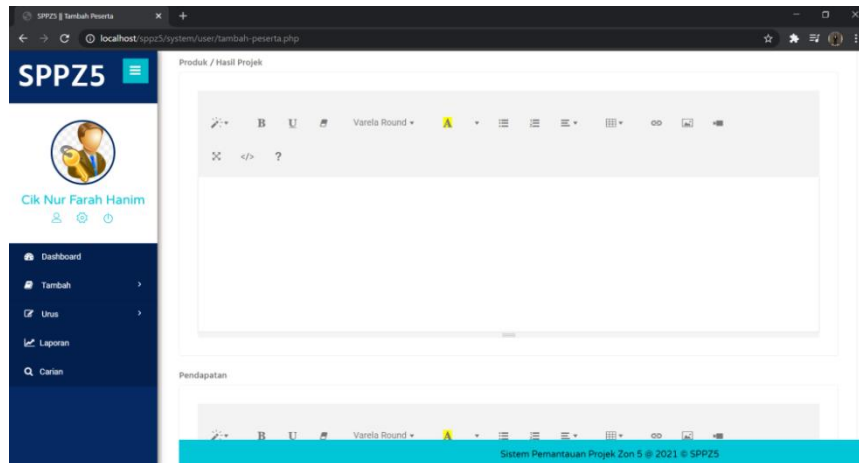 SPPZ5 || Tambah Peserta
localhost/sppz5/system/user/tambah-peserta.php
SPPZ5
Cik Nur Farah Hanim
Dashboard
Tambah
Urus
Laporan
Carian
Produk / Hasil Projek
B U Varela Round A
</> ?
Pendapatan
B U Varela Round A
Sistem Pemantauan Projek Zon 5 @ 2021 © SPPZ5